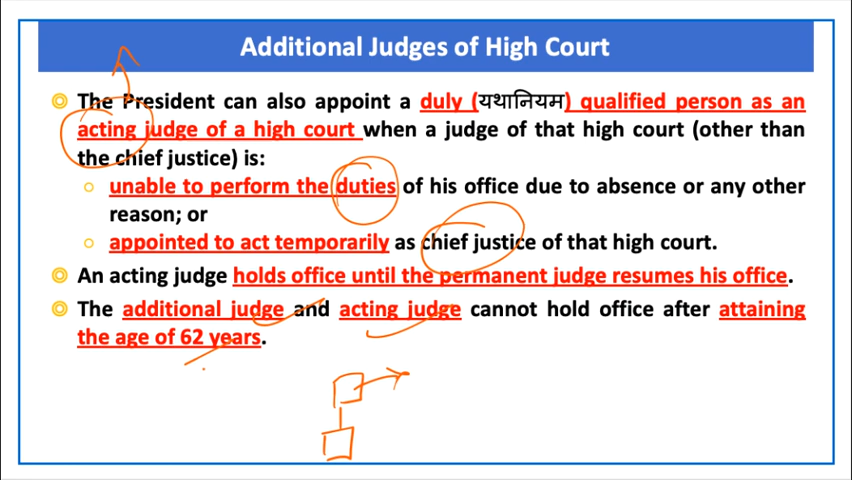 Additional Judges of High Court
The President can also appoint a duly (यथानियम) qualified person as an
acting judge of a high court when a judge of that high court (other than
the chief justice) is:
unable to perform the duties of his office due to absence or any other
reason; or
appointed to act temporarily as chief justice of that high court.
An acting judge holds office until the permanent judge resumes his office.
The additional judge and acting judge cannot hold office after attaining
the age of 62 years.